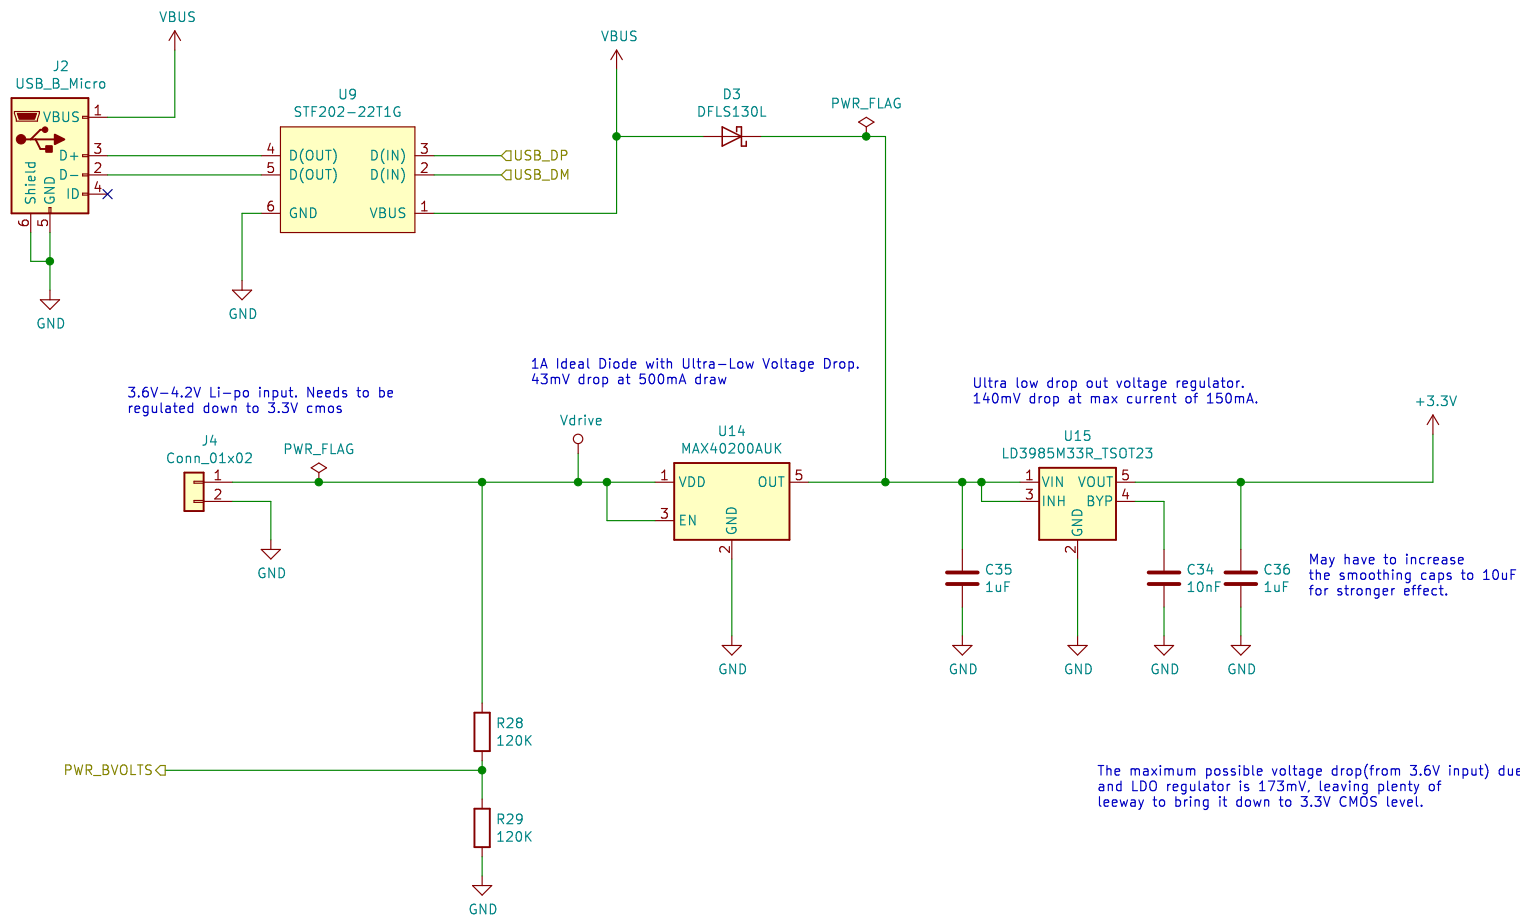 VBUS
J2
USB_B_Micro
VBUS
1
D+
3
D-
2
ID
4
Shield
GND
6
5
GND
U9
STF202-22T1G
4
D(OUT)
D(IN)
3
USB_DP
5
D(OUT)
D(IN)
2
USB_DM
6
GND
VBUS
1
GND
VBUS
D3
DFLS130L
PWR_FLAG
1A Ideal Diode with Ultra-Low Voltage Drop.
43mV drop at 500mA draw
3.6V-4.2V Li-po input. Needs to be
regulated down to 3.3V cmos
Ultra low drop out voltage regulator.
140mV drop at max current of 150mA.
J4
Conn_01x02
1
2
GND
PWR_FLAG
Vdrive
U14
MAX40200AUK
1
VDD
OUT
5
3
EN
GND
2
GND
U15
LD3985M33R_TSOT23
1
VIN
VOUT
5
3
INH
BYP
4
GND
2
GND
+3.3V
C35
1uF
GND
C34
10nF
GND
C36
1uF
GND
May have to increase
the smoothing caps to 10uF
for stronger effect.
R28
120K
PWR_BVOLTS
R29
120K
GND
The maximum possible voltage drop(from 3.6V input) due
and LDO regulator is 173mV, leaving plenty of
leeway to bring it down to 3.3V CMOS level.